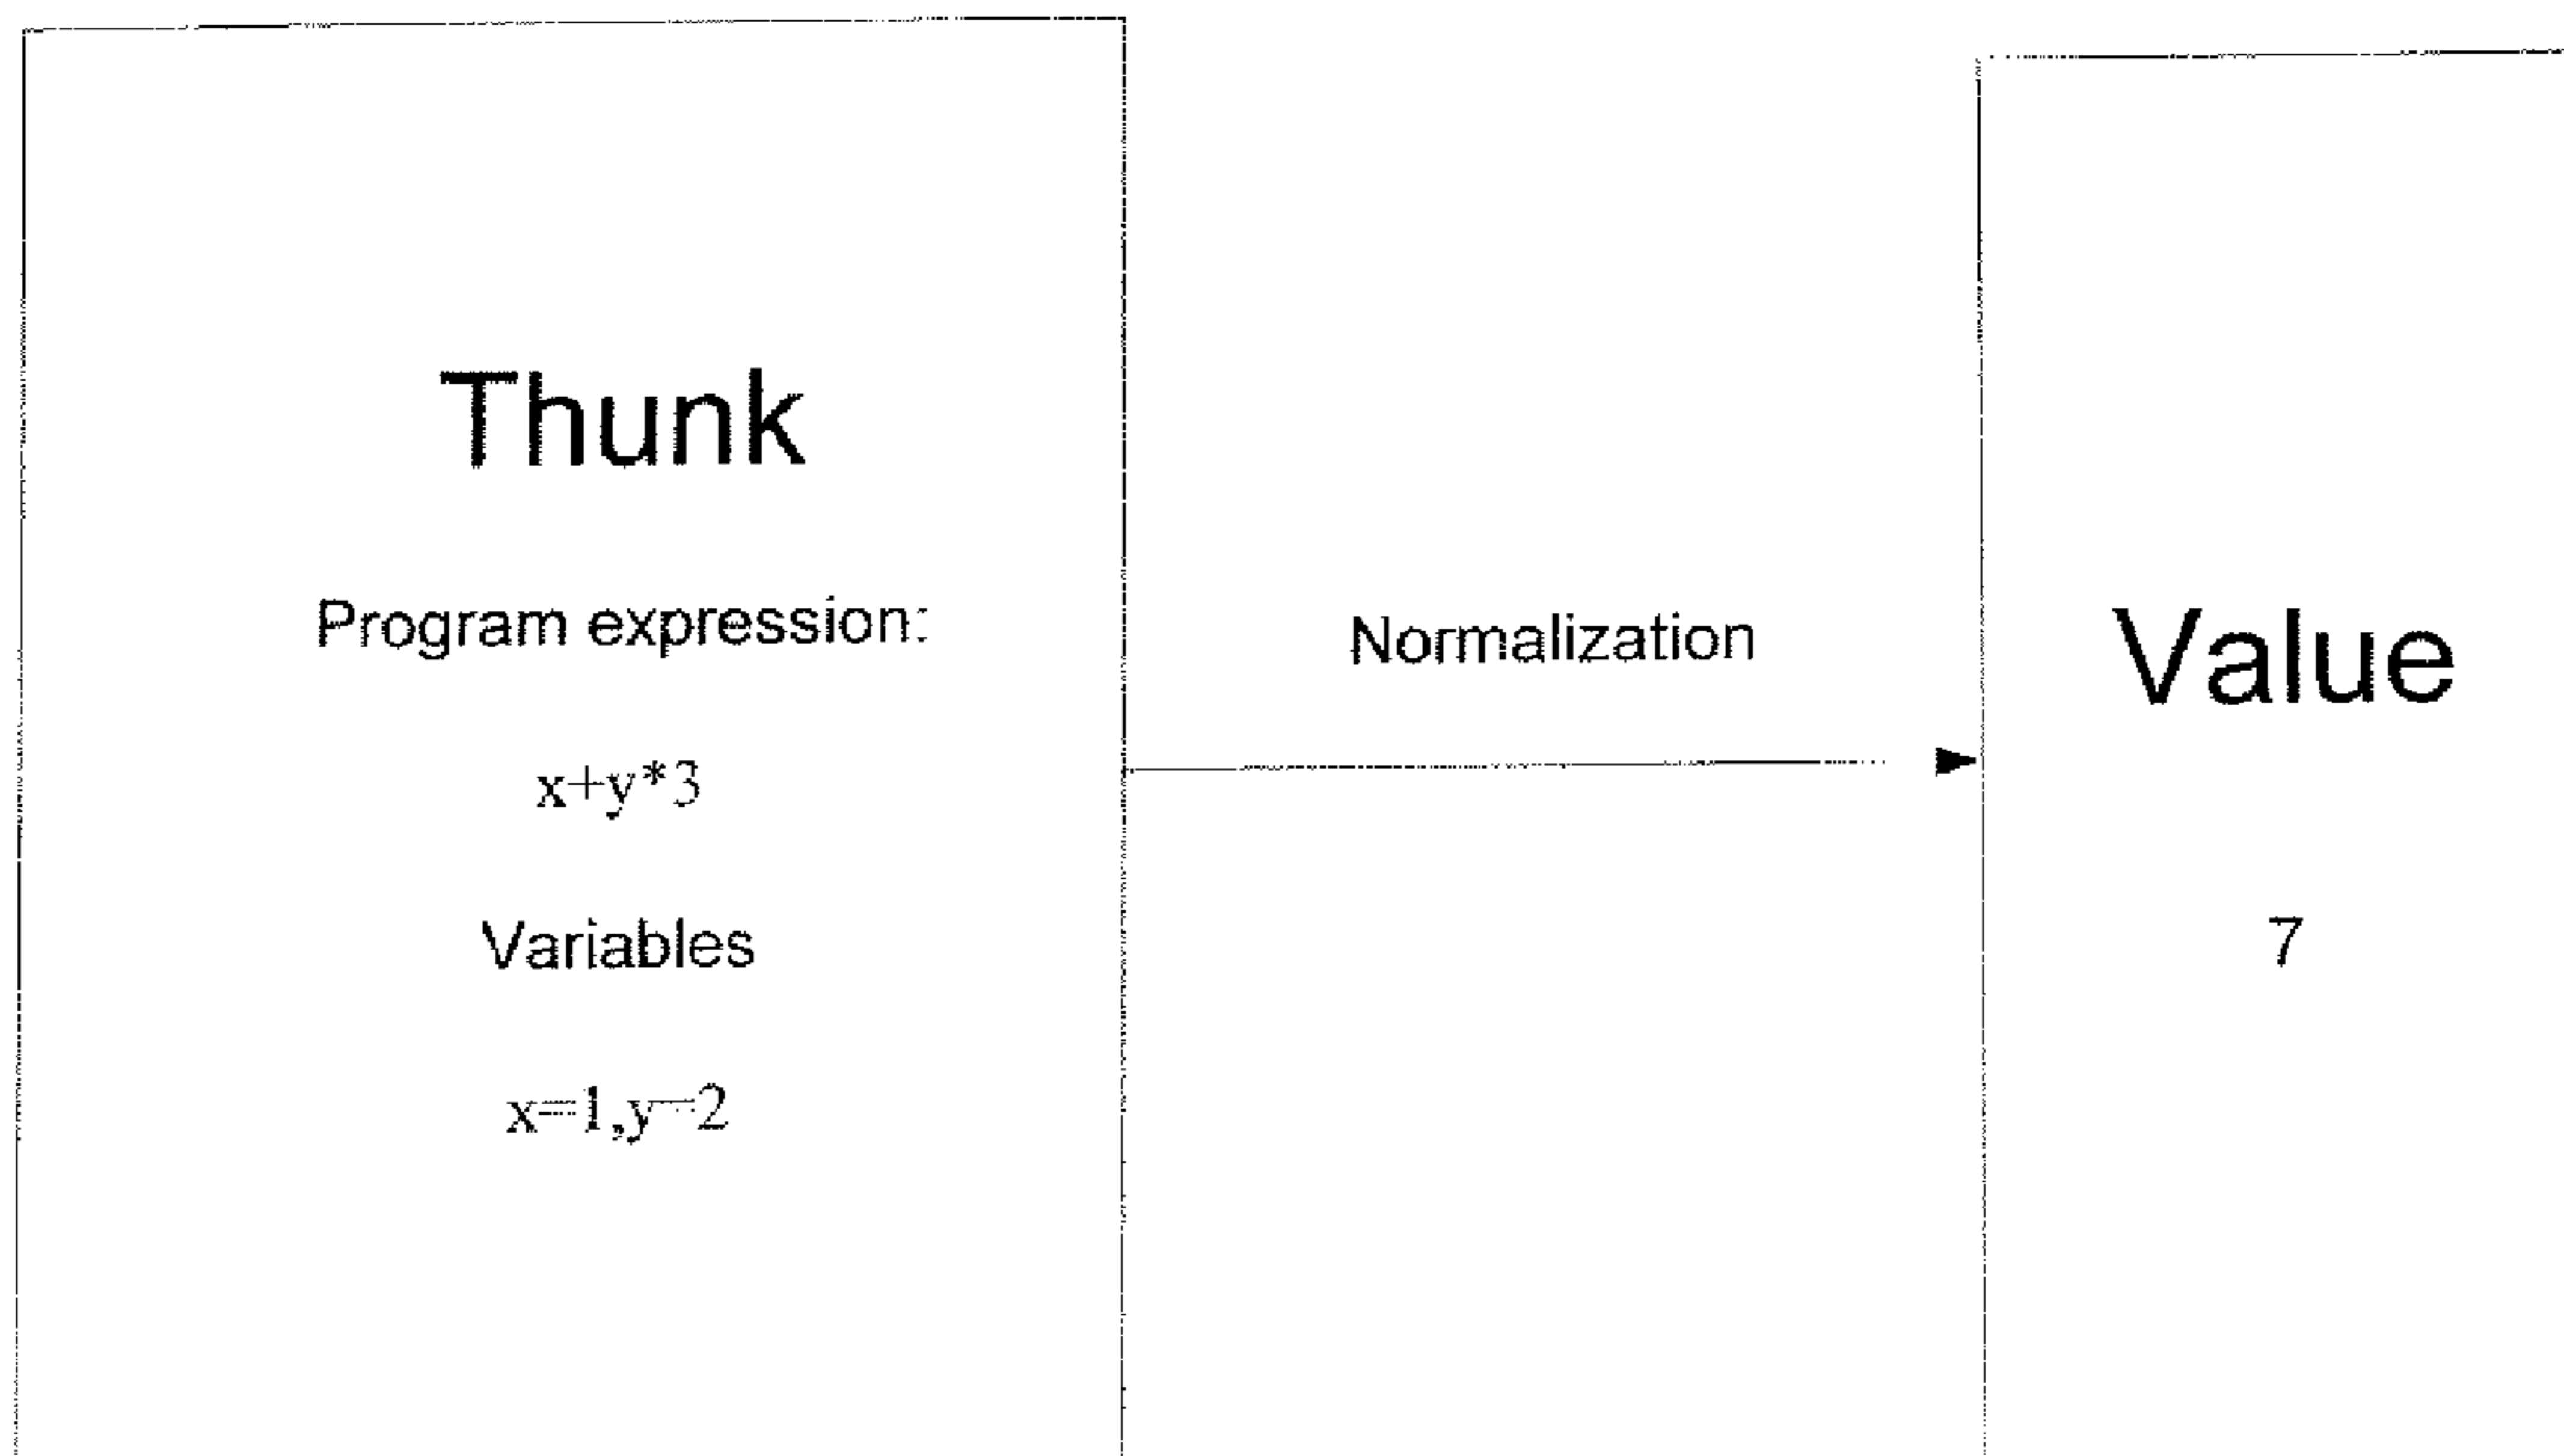 Thunk
Program expression:
x+y*3
Variables
x=1,y=2
Normalization
Value
7